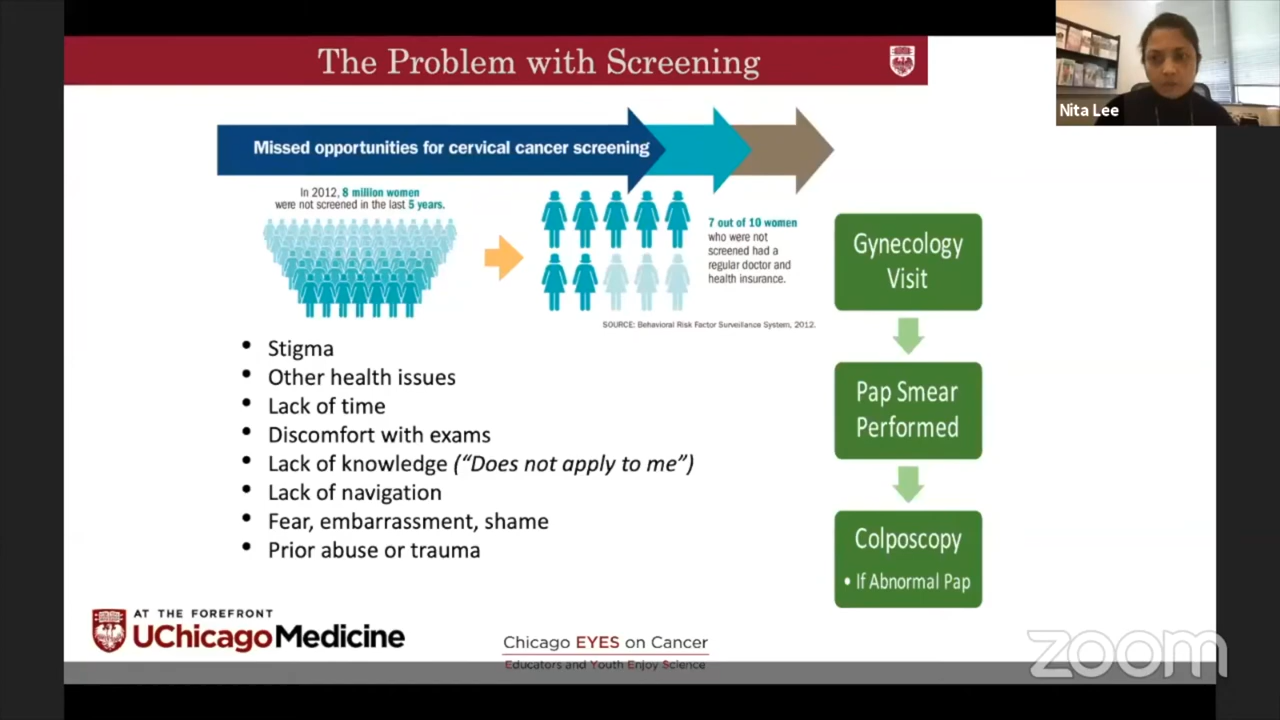 The Problem with Screening
Nita Lee
Missed opportunities for cervical cancer screening
In 2012, 8 million women
were not screened in the last 5 years.
7 out of 10 women
who were not
screened had a
regular doctor and
health insurance.
SOURCE: Behavioral Risk Factor Surveillance System, 2012.
• Stigma
• Other health issues
• Lack of time
• Discomfort with exams
• Lack of knowledge (“Does not apply to me”)
• Lack of navigation
• Fear, embarrassment, shame
• Prior abuse or trauma
Gynecology
Visit
Pap Smear
Performed
Colposcopy
• If Abnormal Pap
AT THE FOREFRONT
UChicago Medicine
Chicago EYES on Cancer
Educators and Youth Enjoy Science
zoom